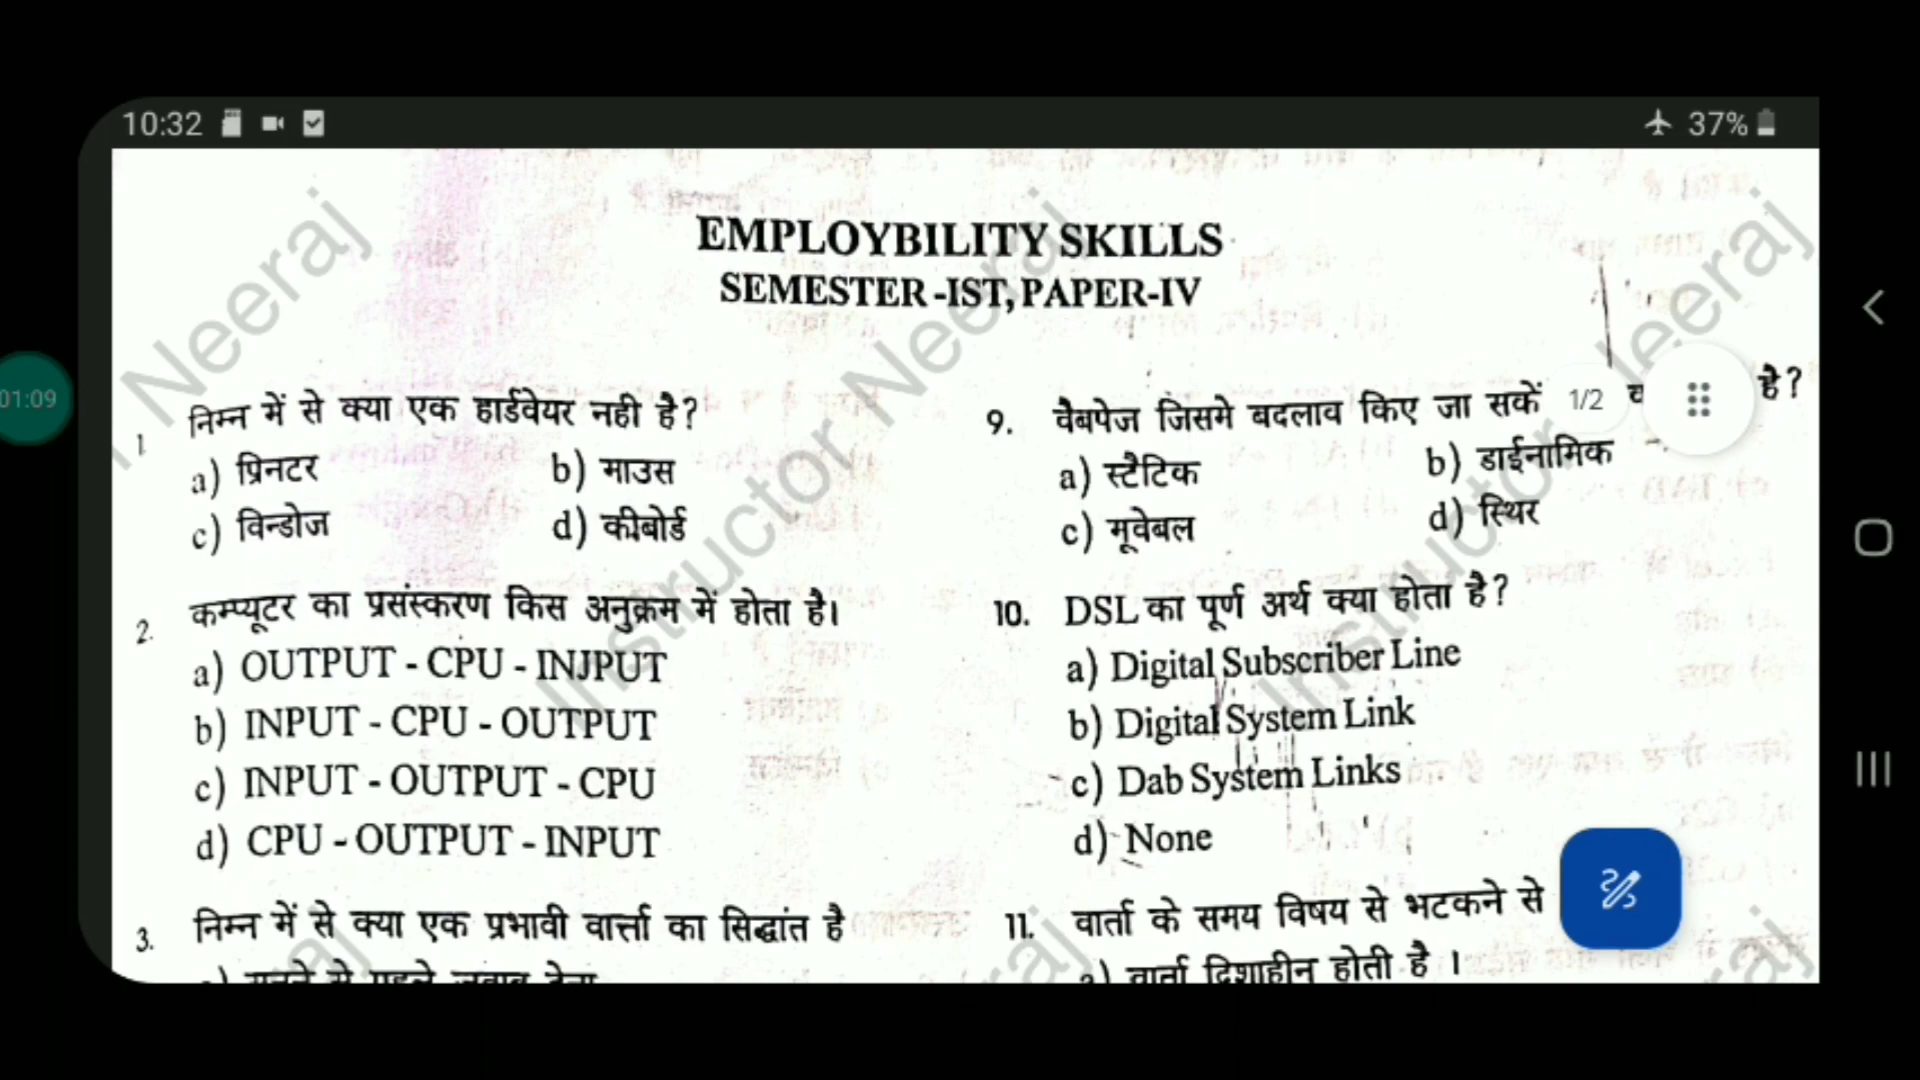 10:32
37%
01:09
EMPLOYBILITY SKILLS
SEMESTER -IST, PAPER-IV
1 निम्न में से क्या एक हार्डवेयर नही है?
a) प्रिनटर b) माउस
c) विन्डोज d) कीबोर्ड
2. कम्प्यूटर का प्रसंस्करण किस अनुक्रम में होता है।
a) OUTPUT - CPU - INJPUT
b) INPUT - CPU - OUTPUT
c) INPUT - OUTPUT - CPU
d) CPU - OUTPUT - INPUT
3. निम्न में से क्या एक प्रभावी वार्त्ता का सिद्धांत है
9. वैबपेज जिसमे बदलाव किए जा सकें है?
1/2
a) स्टैटिक b) डाईनामिक
c) मूवेबल d) स्थिर
10. DSL का पूर्ण अर्थ क्या होता है?
a) Digital Subscriber Line
b) Digital System Link
c) Dab System Links
d) None
11. वार्ता के समय विषय से भटकने से
a) वार्ता दिशाहीन होती है ।
Instructor Neeraj